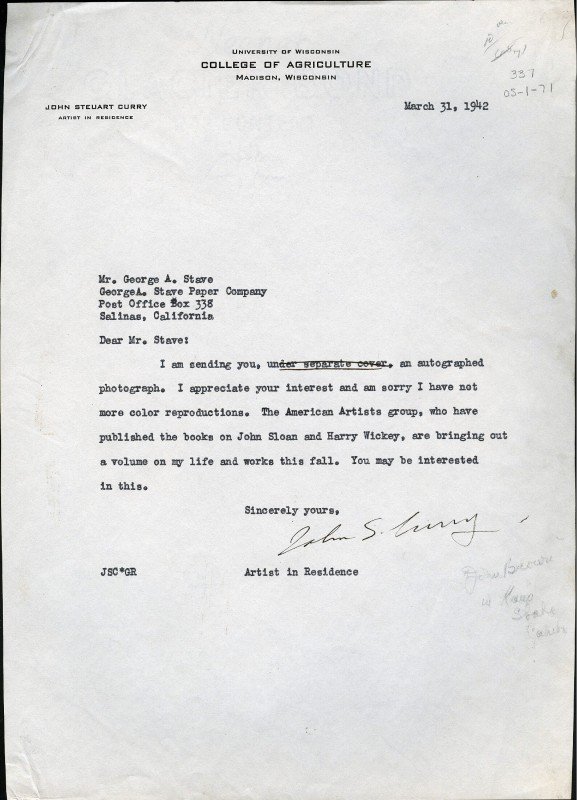 UNIVERSITY OF WISCONSIN
COLLEGE OF AGRICULTURE
MADISON, WISCONSIN
337
05-1-71
JOHN STEUART CURRY
ARTIST IN RESIDENCE
March 31, 1942
Mr. George A. Stave
GeorgeA. Stave Paper Company
Post Office Box 338
Salinas, California
Dear Mr. Stave:
I am sending you, under separate cover, an autographed
photograph. I appreciate your interest and am sorry I have not
more color reproductions. The American Artists group, who have
published the books on John Sloan and Harry Wickey, are bringing out
a volume on my life and works this fall. You may be interested
in this.
Sincerely yours,
John S. Curry
JSC*GR Artist in Residence
John Brown